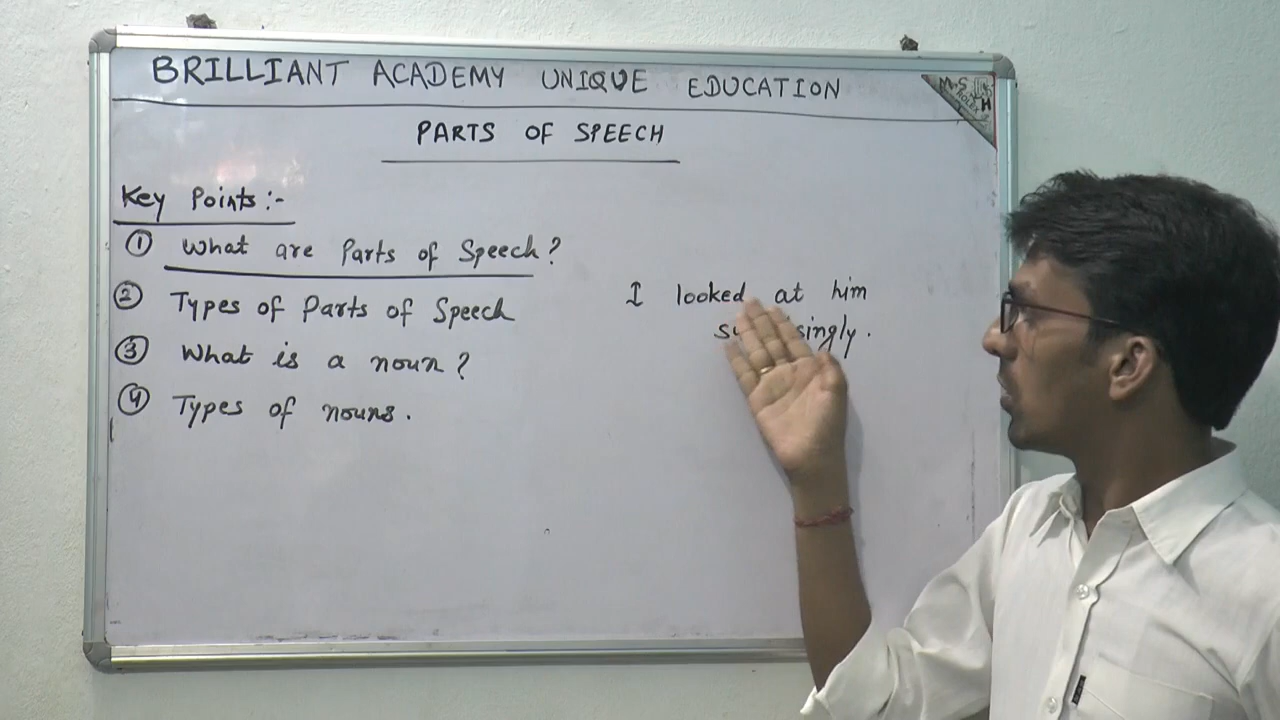 BRILLIANT ACADEMY UNIQUE EDUCATION
PARTS OF SPEECH
Key Points:-
① What are Parts of Speech?
② Types of Parts of Speech
③ What is a noun?
④ Types of nouns.
I looked at him
singly.